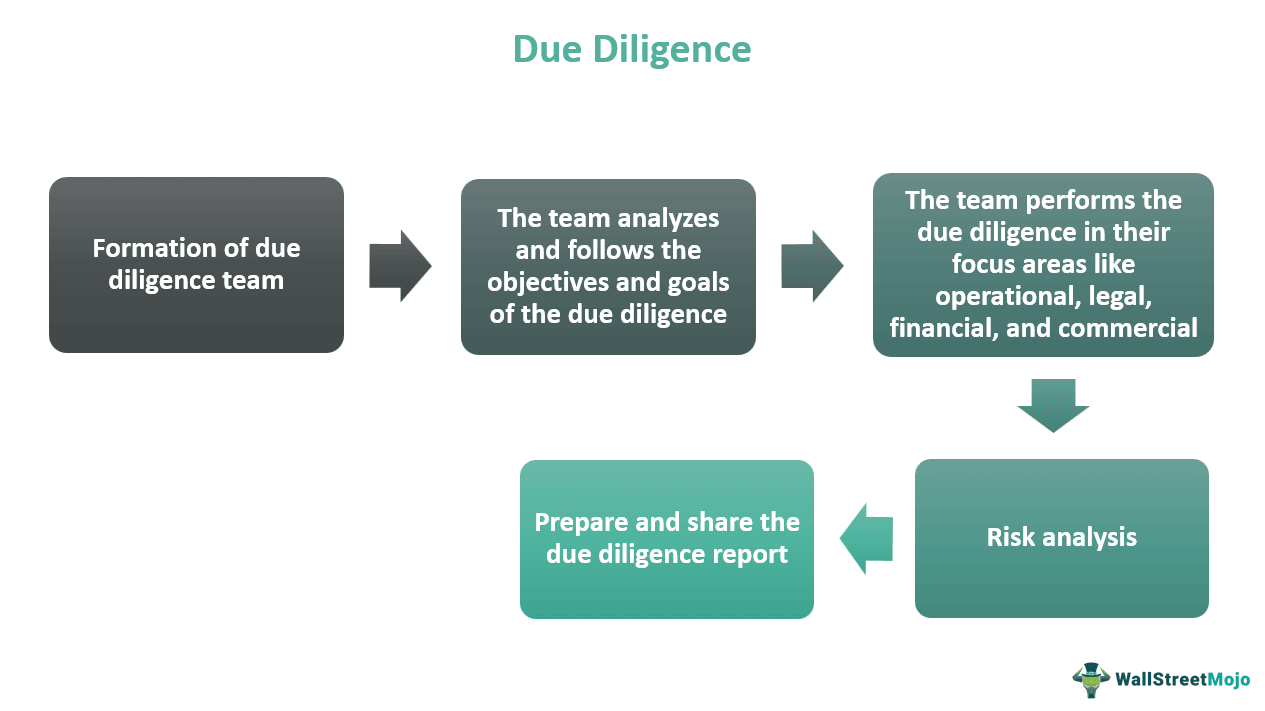 Due Diligence
Formation of due
diligence team
The team analyzes
and follows the
objectives and goals
of the due diligence
The team performs the
due diligence in their
focus areas like
operational, legal,
financial, and commercial
Risk analysis
Prepare and share the
due diligence report
WallStreetMojo